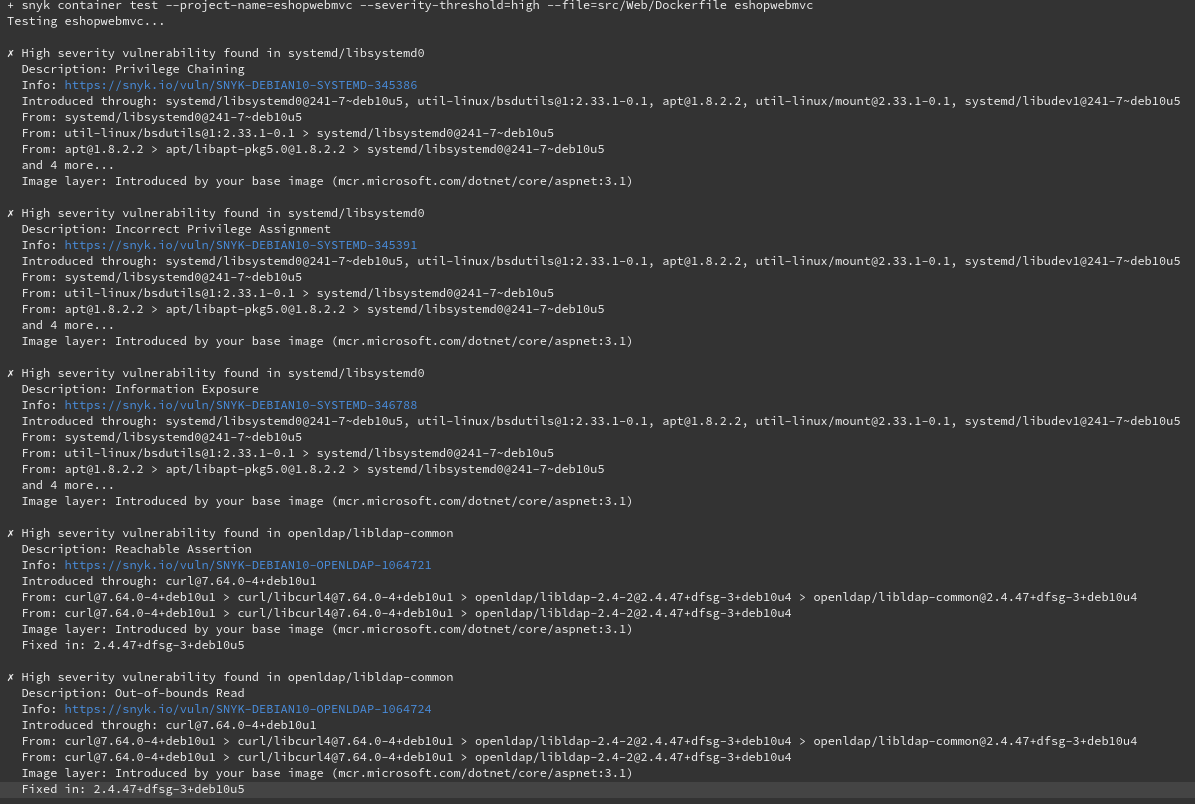 + snyk container test --project-name=eshopwebmvc --severity-threshold=high --file=src/Web/Dockerfile eshopwebmvc
Testing eshopwebmvc...
✗ High severity vulnerability found in systemd/libsystemd0
Description: Privilege Chaining
Info: https://snyk.io/vuln/SNYK-DEBIAN10-SYSTEMD-345386
Introduced through: systemd/libsystemd0@241-7~deb10u5, util-linux/bsdutils@1:2.33.1-0.1, apt@1.8.2.2, util-linux/mount@2.33.1-0.1, systemd/libudev1@241-7~deb10u5
From: systemd/libsystemd0@241-7~deb10u5
From: util-linux/bsdutils@1:2.33.1-0.1 > systemd/libsystemd0@241-7~deb10u5
From: apt@1.8.2.2 > apt/libapt-pkg5.0@1.8.2.2 > systemd/libsystemd0@241-7~deb10u5
and 4 more...
Image layer: Introduced by your base image (mcr.microsoft.com/dotnet/core/aspnet:3.1)
✗ High severity vulnerability found in systemd/libsystemd0
Description: Incorrect Privilege Assignment
Info: https://snyk.io/vuln/SNYK-DEBIAN10-SYSTEMD-345391
Introduced through: systemd/libsystemd0@241-7~deb10u5, util-linux/bsdutils@1:2.33.1-0.1, apt@1.8.2.2, util-linux/mount@2.33.1-0.1, systemd/libudev1@241-7~deb10u5
From: systemd/libsystemd0@241-7~deb10u5
From: util-linux/bsdutils@1:2.33.1-0.1 > systemd/libsystemd0@241-7~deb10u5
From: apt@1.8.2.2 > apt/libapt-pkg5.0@1.8.2.2 > systemd/libsystemd0@241-7~deb10u5
and 4 more...
Image layer: Introduced by your base image (mcr.microsoft.com/dotnet/core/aspnet:3.1)
✗ High severity vulnerability found in systemd/libsystemd0
Description: Information Exposure
Info: https://snyk.io/vuln/SNYK-DEBIAN10-SYSTEMD-346788
Introduced through: systemd/libsystemd0@241-7~deb10u5, util-linux/bsdutils@1:2.33.1-0.1, apt@1.8.2.2, util-linux/mount@2.33.1-0.1, systemd/libudev1@241-7~deb10u5
From: systemd/libsystemd0@241-7~deb10u5
From: util-linux/bsdutils@1:2.33.1-0.1 > systemd/libsystemd0@241-7~deb10u5
From: apt@1.8.2.2 > apt/libapt-pkg5.0@1.8.2.2 > systemd/libsystemd0@241-7~deb10u5
and 4 more...
Image layer: Introduced by your base image (mcr.microsoft.com/dotnet/core/aspnet:3.1)
✗ High severity vulnerability found in openldap/libldap-common
Description: Reachable Assertion
Info: https://snyk.io/vuln/SNYK-DEBIAN10-OPENLDAP-1064721
Introduced through: curl@7.64.0-4+deb10u1
From: curl@7.64.0-4+deb10u1 > curl/libcurl4@7.64.0-4+deb10u1 > openldap/libldap-2.4-2@2.4.47+dfsg-3+deb10u4 > openldap/libldap-common@2.4.47+dfsg-3+deb10u4
From: curl@7.64.0-4+deb10u1 > curl/libcurl4@7.64.0-4+deb10u1 > openldap/libldap-2.4-2@2.4.47+dfsg-3+deb10u4
Image layer: Introduced by your base image (mcr.microsoft.com/dotnet/core/aspnet:3.1)
Fixed in: 2.4.47+dfsg-3+deb10u5
✗ High severity vulnerability found in openldap/libldap-common
Description: Out-of-bounds Read
Info: https://snyk.io/vuln/SNYK-DEBIAN10-OPENLDAP-1064724
Introduced through: curl@7.64.0-4+deb10u1
From: curl@7.64.0-4+deb10u1 > curl/libcurl4@7.64.0-4+deb10u1 > openldap/libldap-2.4-2@2.4.47+dfsg-3+deb10u4 > openldap/libldap-common@2.4.47+dfsg-3+deb10u4
From: curl@7.64.0-4+deb10u1 > curl/libcurl4@7.64.0-4+deb10u1 > openldap/libldap-2.4-2@2.4.47+dfsg-3+deb10u4
Image layer: Introduced by your base image (mcr.microsoft.com/dotnet/core/aspnet:3.1)
Fixed in: 2.4.47+dfsg-3+deb10u5